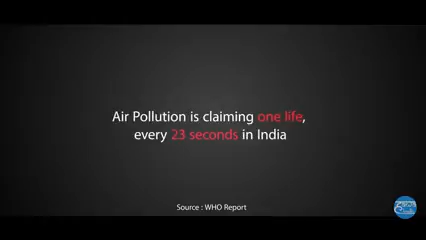 Air Pollution is claiming one life,
every 23 seconds in India
Source : WHO Report